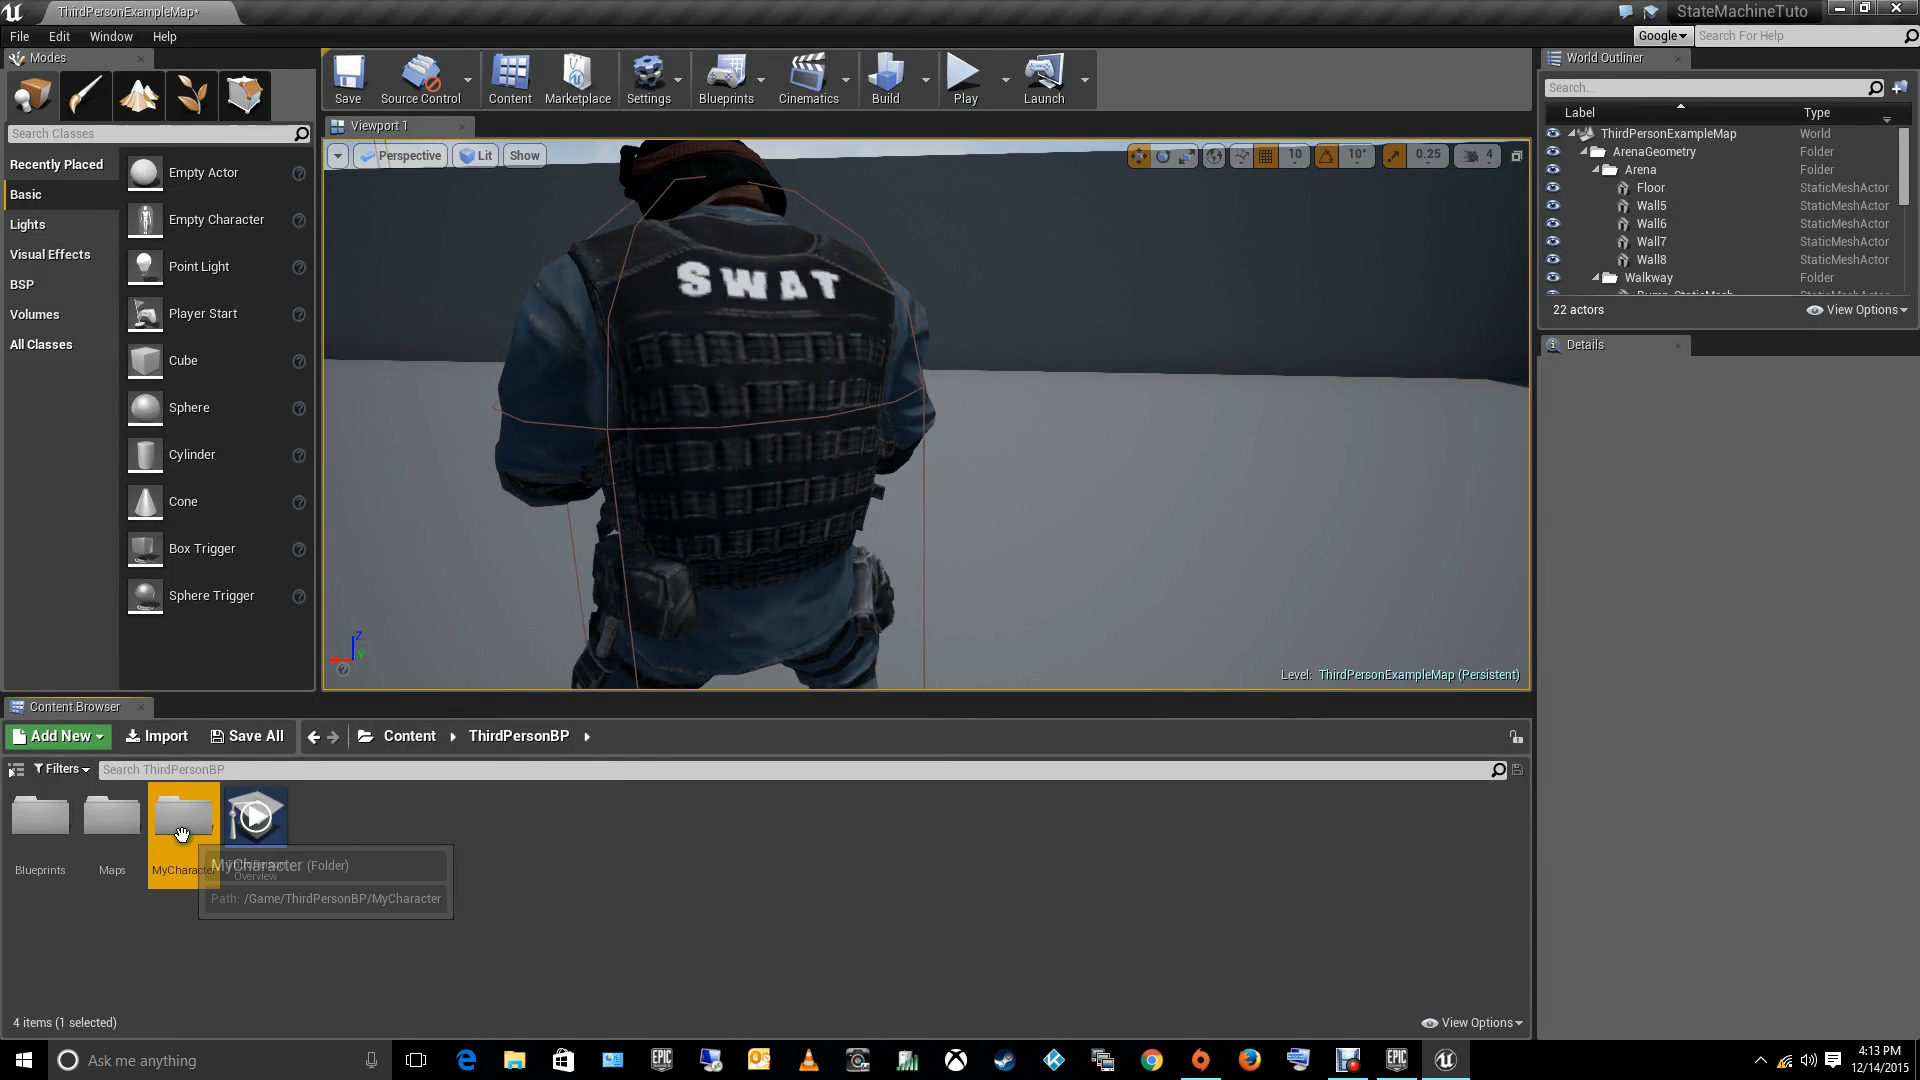 ThirdPersonExampleMap*
StateMachineTuto
File Edit Window Help
Google
Search For Help
Modes
Save
Source Control
Content
Marketplace
Settings
Blueprints
Cinematics
Build
Play
Launch
World Outliner
Search...
Label Type
ThirdPersonExampleMap World
ArenaGeometry Folder
Arena Folder
Floor StaticMeshActor
Wall5 StaticMeshActor
Wall6 StaticMeshActor
Wall7 StaticMeshActor
Wall8 StaticMeshActor
Walkway Folder
22 actors
View Options
Details
Search Classes
Recently Placed
Basic
Lights
Visual Effects
BSP
Volumes
All Classes
Empty Actor
Empty Character
Point Light
Player Start
Cube
Sphere
Cylinder
Cone
Box Trigger
Sphere Trigger
Viewport 1
Perspective
Lit
Show
10
10°
0.25
4
SWAT
Z
Level: ThirdPersonExampleMap (Persistent)
Content Browser
Add New
Import
Save All
Content
ThirdPersonBP
Filters
Search ThirdPersonBP
Blueprints
Maps
MyCharacter
Overview
MyCharacter (Folder)
Path: /Game/ThirdPersonBP/MyCharacter
4 items (1 selected)
View Options
Ask me anything
4:13 PM
12/14/2015